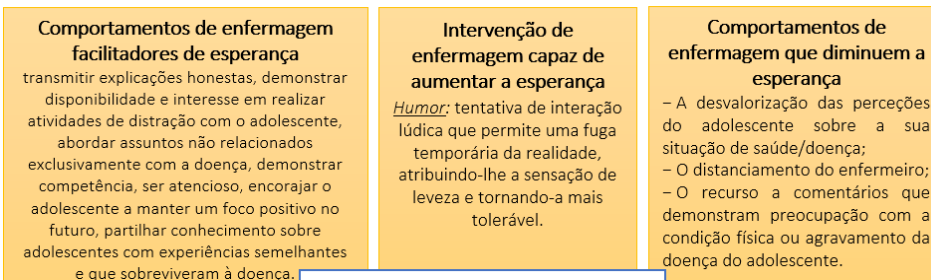 Comportamentos de enfermagem
facilitadores de esperança
transmitir explicações honestas, demonstrar
disponibilidade e interesse em realizar
atividades de distração com o adolescente,
abordar assuntos não relacionados
exclusivamente com a doença, demonstrar
competência, ser atencioso, encorajar o
adolescente a manter um foco positivo no
futuro, partilhar conhecimento sobre
adolescentes com experiências semelhantes
e que sobreviveram à doença.
Intervenção de
enfermagem capaz de
aumentar a esperança
Humor: tentativa de interação
lúdica que permite uma fuga
temporária da realidade,
atribuindo-lhe a sensação de
leveza e tornando-a mais
tolerável.
Comportamentos de
enfermagem que diminuem a
esperança
– A desvalorização das perceções
do adolescente sobre a sua
situação de saúde/doença;
– O distanciamento do enfermeiro;
– O recurso a comentários que
demonstram preocupação com a
condição física ou agravamento da
doença do adolescente.